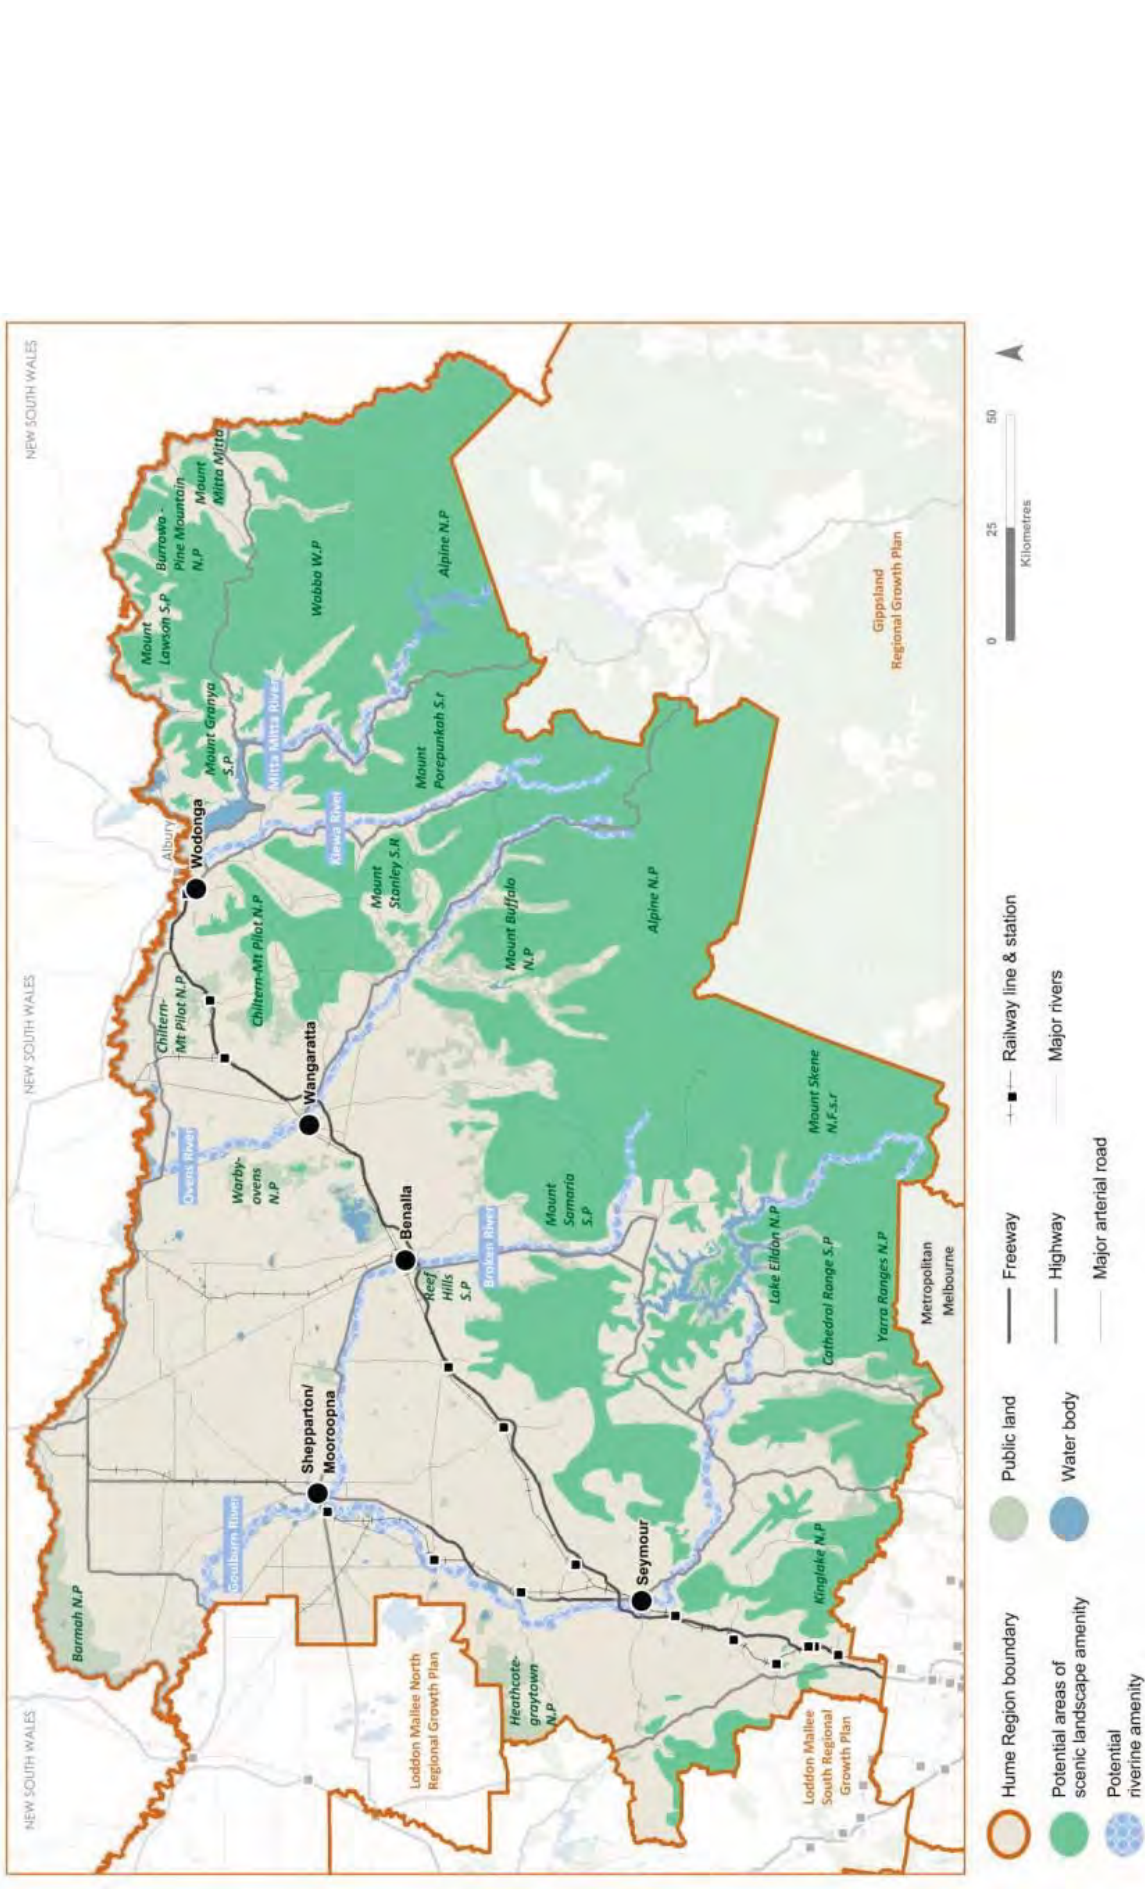 NEW SOUTH WALES
NEW SOUTH WALES
NEW SOUTH WALES
Barmah N.P
Goulburn River
Shepparton/
Mooroopna
Ovens River
Warby-
ovens
N.P
Wangaratta
Chiltern-
Mt Pilot N.P
Chiltern-Mt Pilot N.P
Albury
Wodonga
Mount Granya
S.P
Mount
Lawson S.P
Burrowa -
Pine Mountain
N.P
Mount
Mitta Mitta
Mitta Mitta River
Kiewa River
Wabba W.P
Mount
Stanley S.R
Mount
Porepunkah S.r
Alpine N.P
Benalla
Reef
Hills
S.P
Broken River
Mount Buffalo
N.P
Loddon Mallee North
Regional Growth Plan
Heathcote-
graytown
N.P
Mount
Samaria
S.P
Alpine N.P
Seymour
Lake Eildon N.P
Mount Skene
N.F.s.r
Kinglake N.P
Cathedral Range S.P
Yarra Ranges N.P
Loddon Mallee
South Regional
Growth Plan
Metropolitan
Melbourne
Gippsland
Regional Growth Plan
Hume Region boundary
Potential areas of
scenic landscape amenity
Potential
riverine amenity
Public land
Water body
Freeway
Highway
Major arterial road
Railway line & station
Major rivers
0 25 50
Kilometres